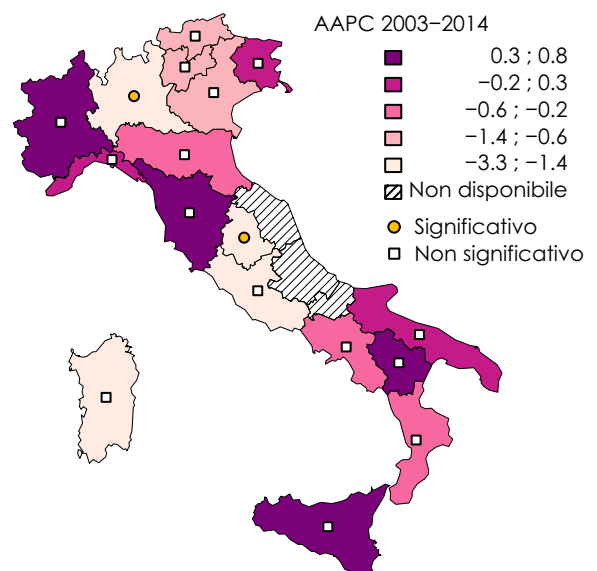 AAPC 2003−2014
0.3 ; 0.8
−0.2 ; 0.3
−0.6 ; −0.2
−1.4 ; −0.6
−3.3 ; −1.4
Non disponibile
Significativo
Non significativo